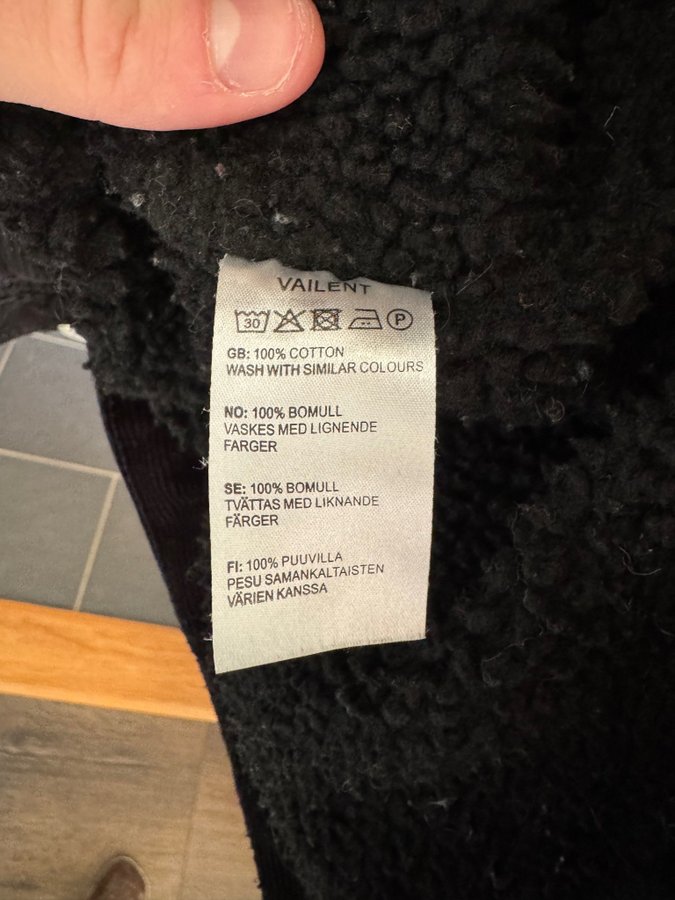 VAILENT
30 P
GB: 100% COTTON
WASH WITH SIMILAR COLOURS
NO: 100% BOMULL
VASKES MED LIGNENDE
FARGER
SE: 100% BOMULL
TVÄTTAS MED LIKNANDE
FÄRGER
FI: 100% PUUVILLA
PESU SAMANKALTAISTEN
VÄRIEN KANSSA